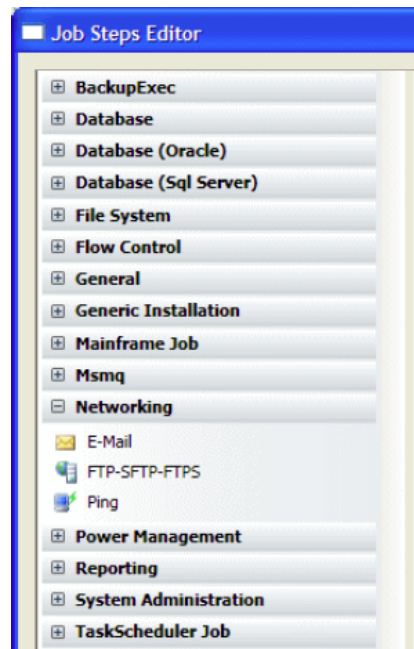 Job Steps Editor
BackupExec
Database
Database (Oracle)
Database (Sql Server)
File System
Flow Control
General
Generic Installation
Mainframe Job
Msmq
Networking
E-Mail
FTP-SFTP-FTPS
Ping
Power Management
Reporting
System Administration
TaskScheduler Job